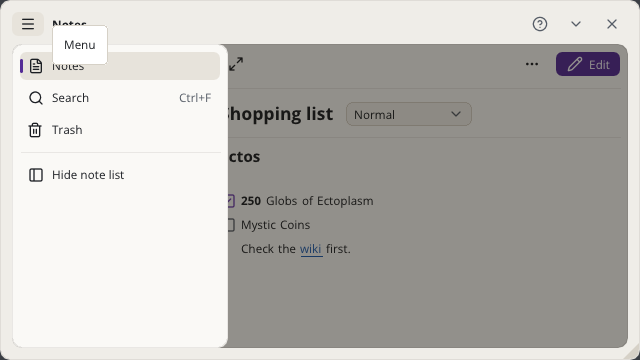 Notes
Menu
Notes
Search Ctrl+F
Trash
Hide note list
Edit
hopping list
Normal
ctos
250 Globs of Ectoplasm
Mystic Coins
Check the wiki first.